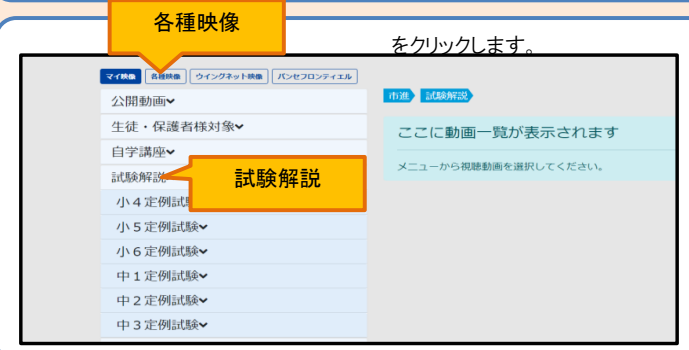 各種映像
をクリックします。
マイ映像 各種映像 ウイングネット映像 パンセフロンティエル
公開動画
生徒・保護者様対象
自学講座
試験解説
試験解説
小4定例試験
小5定例試験
小6定例試験
中1定例試験
中2定例試験
中3定例試験
市進 試験解説
ここに動画一覧が表示されます
メニューから視聴動画を選択してください。